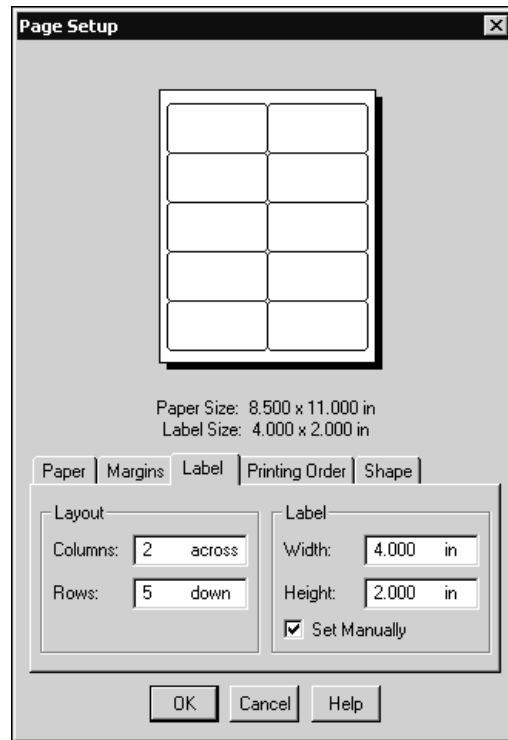 Page Setup
Paper Size: 8.500 x 11.000 in
Label Size: 4.000 x 2.000 in
Paper Margins Label Printing Order Shape
Layout
Columns: 2 across
Rows: 5 down
Label
Width: 4.000 in
Height: 2.000 in
Set Manually
OK Cancel Help